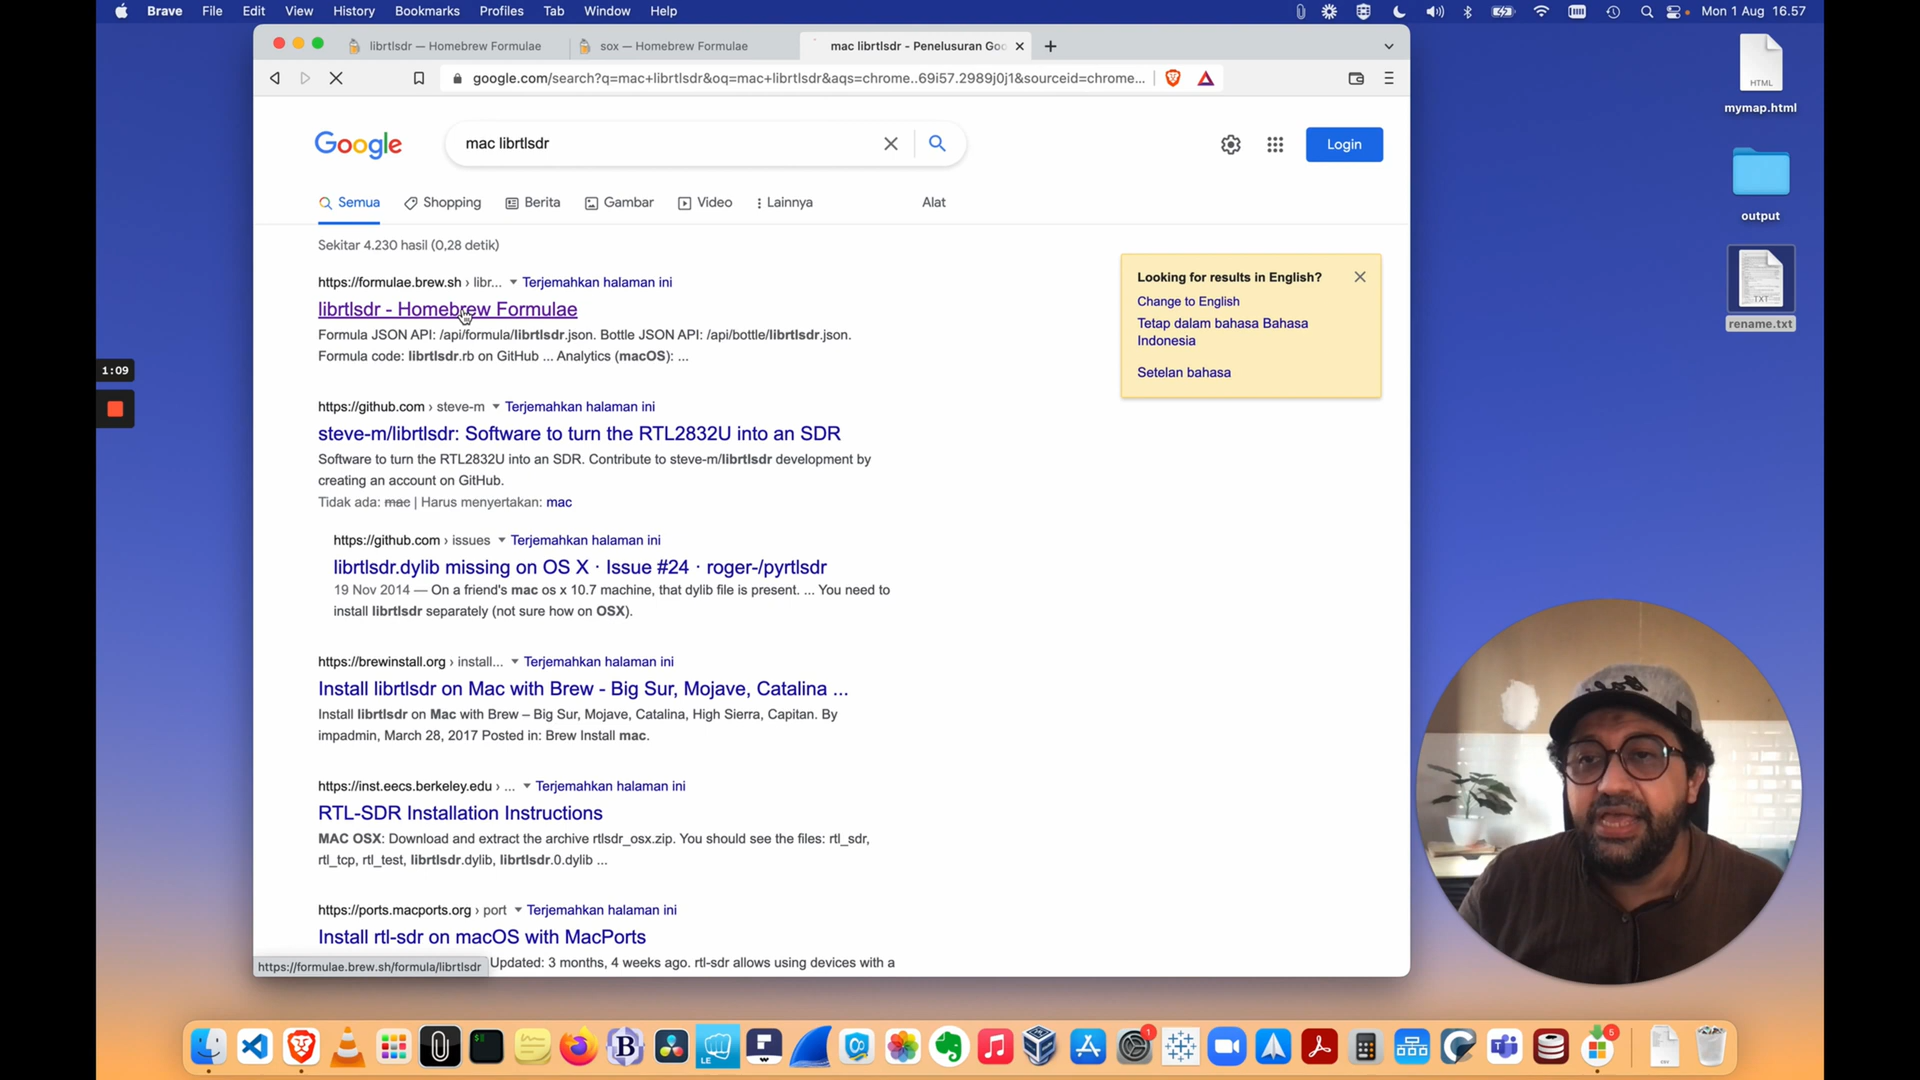 Brave File Edit View History Bookmarks Profiles Tab Window Help
Mon 1 Aug 16.57
librtlsdr — Homebrew Formulae
sox — Homebrew Formulae
mac librtlsdr - Penelusuran Goo
google.com/search?q=mac+librtlsdr&oq=mac+librtlsdr&aqs=chrome..69i57.2989j0j1&sourceid=chrome...
HTML
mymap.html
output
TXT
rename.txt
1:09
Google
mac librtlsdr
Login
Semua Shopping Berita Gambar Video Lainnya Alat
Sekitar 4.230 hasil (0,28 detik)
https://formulae.brew.sh › libr... Terjemahkan halaman ini
librtlsdr - Homebrew Formulae
Formula JSON API: /api/formula/librtlsdr.json. Bottle JSON API: /api/bottle/librtlsdr.json.
Formula code: librtlsdr.rb on GitHub ... Analytics (macOS): ...
https://github.com › steve-m Terjemahkan halaman ini
steve-m/librtlsdr: Software to turn the RTL2832U into an SDR
Software to turn the RTL2832U into an SDR. Contribute to steve-m/librtlsdr development by
creating an account on GitHub.
Tidak ada: mac | Harus menyertakan: mac
https://github.com › issues Terjemahkan halaman ini
librtlsdr.dylib missing on OS X · Issue #24 · roger-/pyrtlsdr
19 Nov 2014 — On a friend's mac os x 10.7 machine, that dylib file is present. ... You need to
install librtlsdr separately (not sure how on OSX).
https://brewinstall.org › install... Terjemahkan halaman ini
Install librtlsdr on Mac with Brew - Big Sur, Mojave, Catalina ...
Install librtlsdr on Mac with Brew – Big Sur, Mojave, Catalina, High Sierra, Capitan. By
impadmin, March 28, 2017 Posted in: Brew Install mac.
https://inst.eecs.berkeley.edu › ... Terjemahkan halaman ini
RTL-SDR Installation Instructions
MAC OSX: Download and extract the archive rtlsdr_osx.zip. You should see the files: rtl_sdr,
rtl_tcp, rtl_test, librtlsdr.dylib, librtlsdr.0.dylib ...
https://ports.macports.org › port Terjemahkan halaman ini
Install rtl-sdr on macOS with MacPorts
Updated: 3 months, 4 weeks ago. rtl-sdr allows using devices with a
https://formulae.brew.sh/formula/librtlsdr
Looking for results in English?
Change to English
Tetap dalam bahasa Bahasa
Indonesia
Setelan bahasa